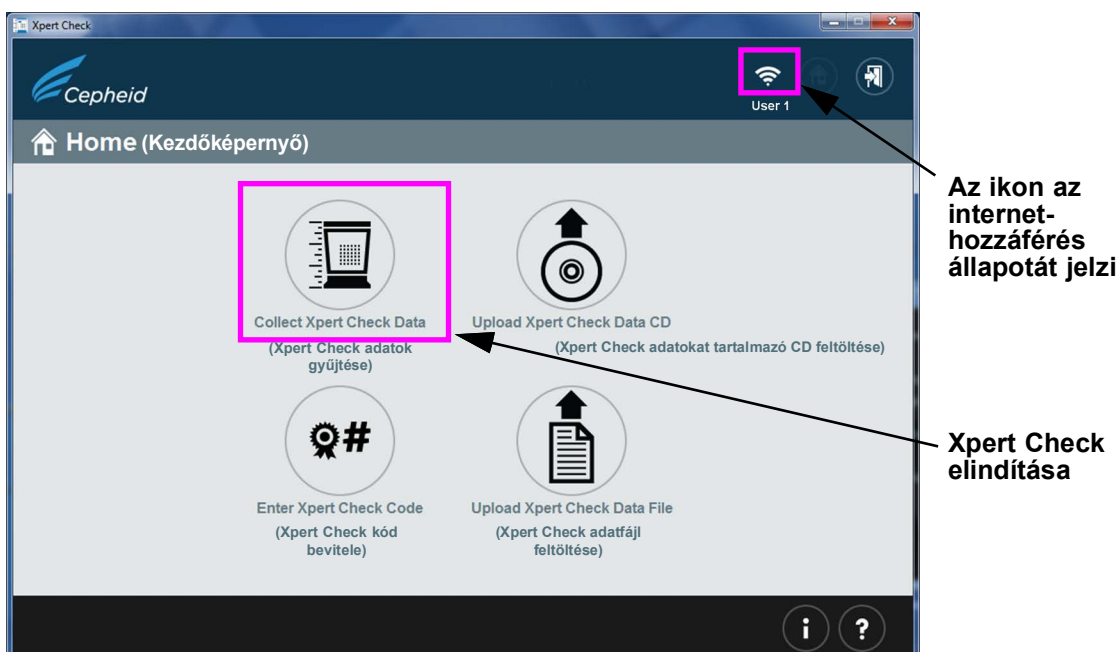 Xpert Check
Cepheid
User 1
Home (Kezdőképernyő)
Az ikon az
internet-
hozzáférés
állapotát jelzi
Collect Xpert Check Data
(Xpert Check adatok
gyűjtése)
Upload Xpert Check Data CD
(Xpert Check adatokat tartalmazó CD feltöltése)
Xpert Check
elindítása
#
Enter Xpert Check Code
(Xpert Check kód
bevitele)
Upload Xpert Check Data File
(Xpert Check adatfájl
feltöltése)
i ?